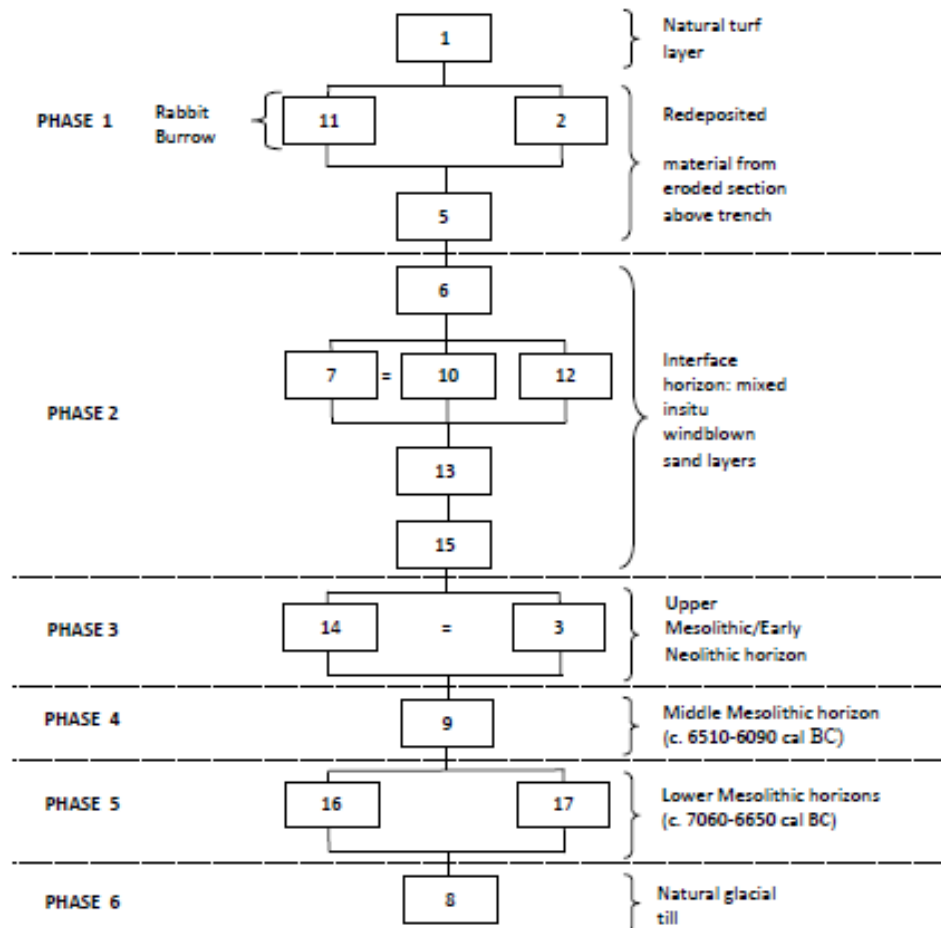 1
Natural turf
layer
PHASE 1
Rabbit
Burrow
11
2
Redeposited
material from
eroded section
above trench
5
6
7 = 10
12
PHASE 2
Interface
horizon: mixed
insitu
windblown
sand layers
13
15
PHASE 3
14 = 3
Upper
Mesolithic/Early
Neolithic horizon
PHASE 4
9
Middle Mesolithic horizon
(c. 6510-6090 cal BC)
PHASE 5
16
17
Lower Mesolithic horizons
(c. 7060-6650 cal BC)
PHASE 6
8
Natural glacial
till